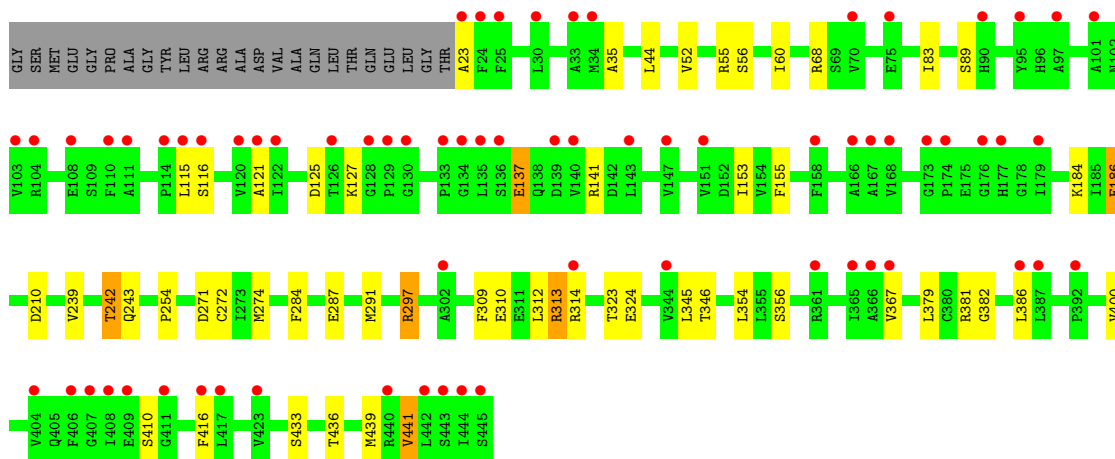 GLY SER MET GLU GLY PRO ALA GLY TYR LEU ARG ARG ALA ASP VAL ALA GLN LEU THR GLN GLU LEU GLY THR A23 F24 F25 L30 A33 M34 A35 L44 V52 R55 S56 I60 R68 S69 V70 E75 I83 S89 H90 Y95 H96 A97 A101 N102
V103 R104 E108 S109 F110 A111 P114 L115 S116 V120 A121 I122 D125 T126 K127 G128 P129 G130 P133 G134 L135 S136 E137 Q138 D139 V140 R141 D142 L143 V147 V151 D152 I153 V154 F155 F158 A166 A167 V168 G173 P174 E175 G176 H177 G178 I179 K184 I185
D210 V239 T242 Q243 P254 D271 C272 I273 M274 F284 E287 M291 R297 A302 F309 E310 E311 L312 R313 R314 T323 E324 V344 L345 T346 L354 L355 S356 R361 I365 A366 V367 L379 C380 R381 G382 L386 L387 P392 V400
V404 Q405 F406 G407 I408 E409 S410 G411 F416 L417 V423 S433 T436 M439 R440 V441 L442 S443 I444 S445